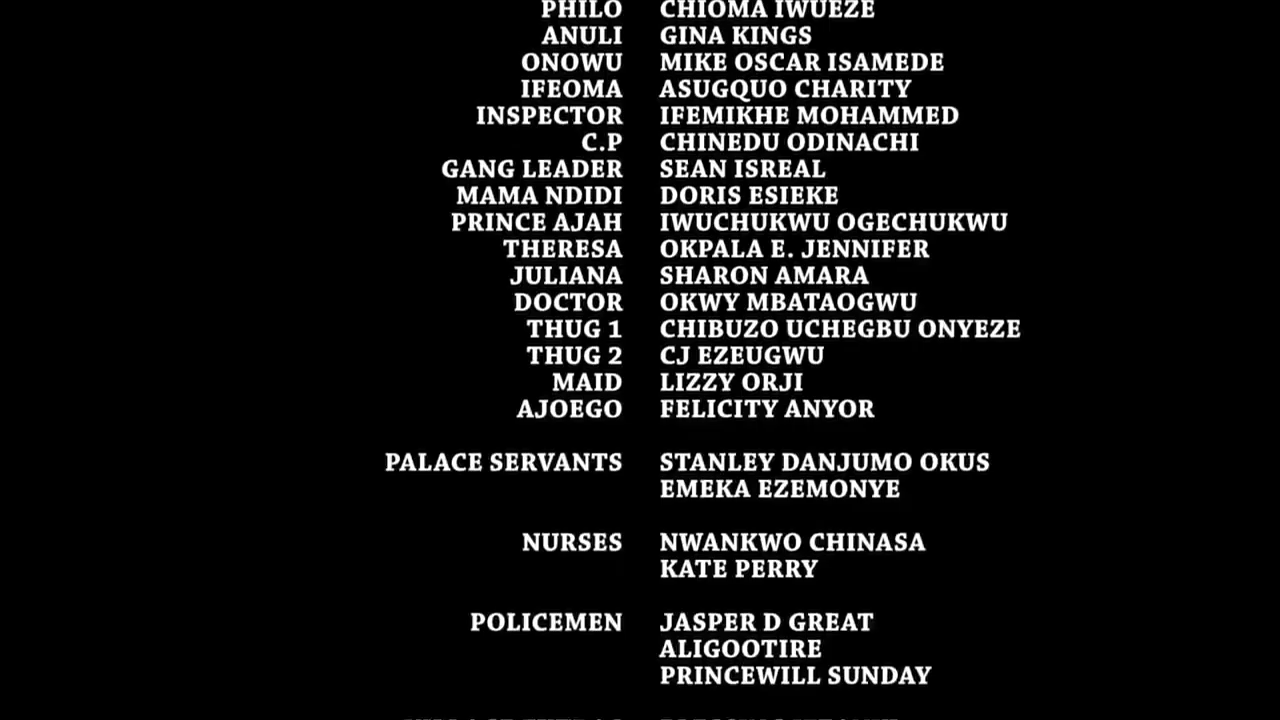 PHILO CHIOMA IWUEZE
ANULI GINA KINGS
ONOWU MIKE OSCAR ISAMEDE
IFEOMA ASUGQUO CHARITY
INSPECTOR IFEMIKHE MOHAMMED
C.P CHINEDU ODINACHI
GANG LEADER SEAN ISREAL
MAMA NDIDI DORIS ESIEKE
PRINCE AJAH IWUCHUKWU OGECHUKWU
THERESA OKPALA E. JENNIFER
JULIANA SHARON AMARA
DOCTOR OKWY MBATAOGWU
THUG 1 CHIBUZO UCHEGBU ONYEZE
THUG 2 CJ EZEUGWU
MAID LIZZY ORJI
AJOEGO FELICITY ANYOR
PALACE SERVANTS STANLEY DANJUMO OKUS
EMEKA EZEMONYE
NURSES NWANKWO CHINASA
KATE PERRY
POLICEMEN JASPER D GREAT
ALIGOOTIRE
PRINCEWILL SUNDAY